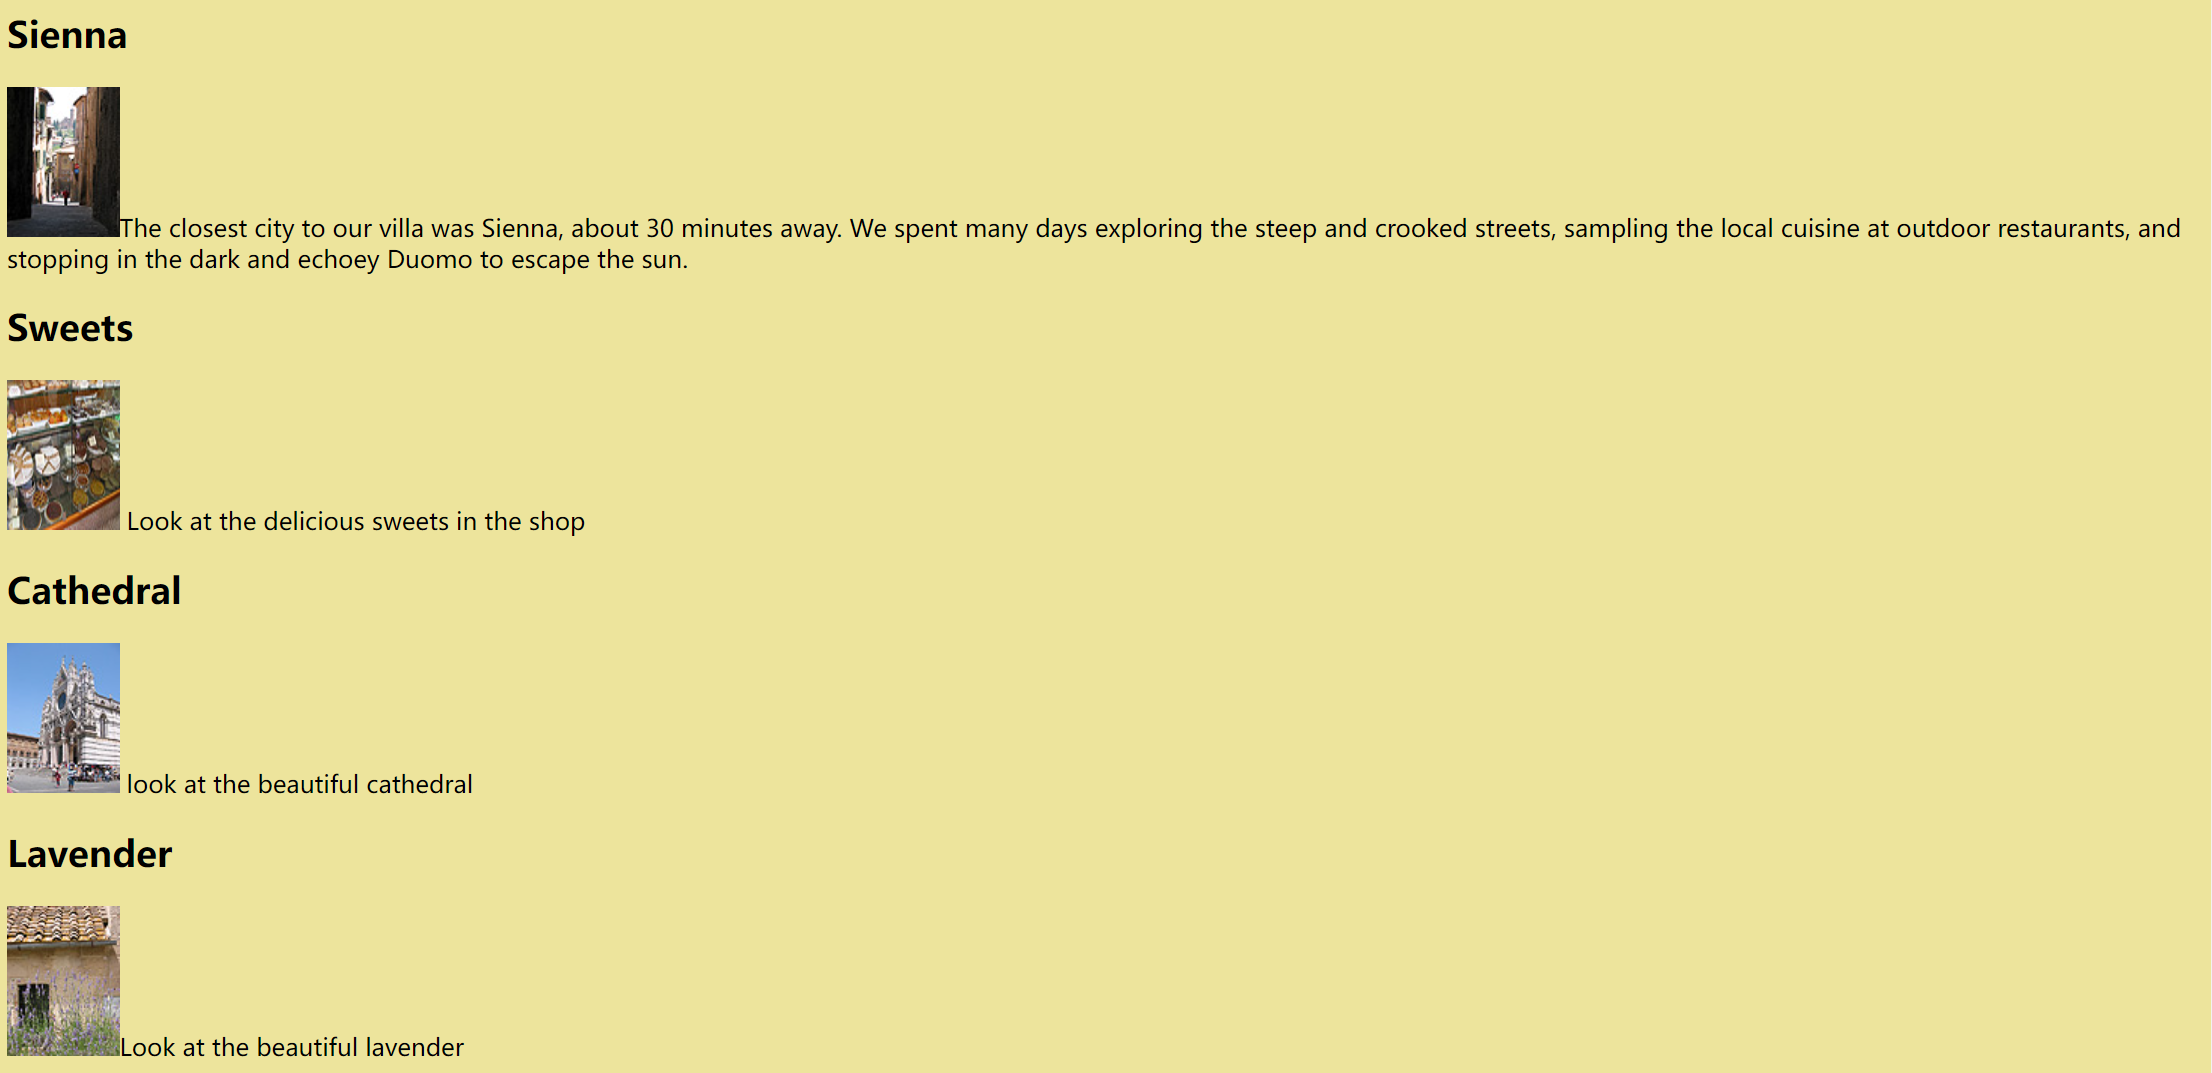 Sienna
The closest city to our villa was Sienna, about 30 minutes away. We spent many days exploring the steep and crooked streets, sampling the local cuisine at outdoor restaurants, and
stopping in the dark and echoey Duomo to escape the sun.
Sweets
Look at the delicious sweets in the shop
Cathedral
look at the beautiful cathedral
Lavender
Look at the beautiful lavender